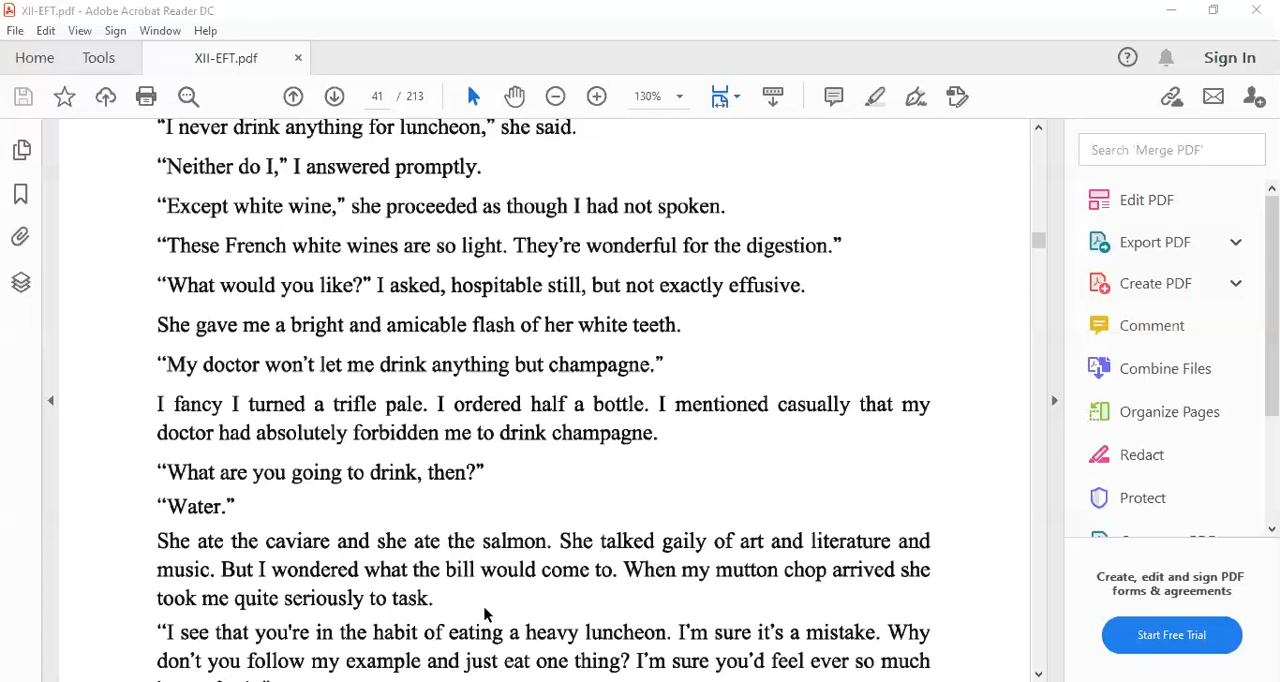 XII-EFT.pdf - Adobe Acrobat Reader DC
File Edit View Sign Window Help
Home Tools XII-EFT.pdf × Sign In
41 / 213 130%
“I never drink anything for luncheon,” she said.
“Neither do I,” I answered promptly.
“Except white wine,” she proceeded as though I had not spoken.
“These French white wines are so light. They’re wonderful for the digestion.”
“What would you like?” I asked, hospitable still, but not exactly effusive.
She gave me a bright and amicable flash of her white teeth.
“My doctor won’t let me drink anything but champagne.”
I fancy I turned a trifle pale. I ordered half a bottle. I mentioned casually that my
doctor had absolutely forbidden me to drink champagne.
“What are you going to drink, then?”
“Water.”
She ate the caviare and she ate the salmon. She talked gaily of art and literature and
music. But I wondered what the bill would come to. When my mutton chop arrived she
took me quite seriously to task.
“I see that you're in the habit of eating a heavy luncheon. I’m sure it’s a mistake. Why
don’t you follow my example and just eat one thing? I’m sure you’d feel ever so much
Search 'Merge PDF'
Edit PDF
Export PDF
Create PDF
Comment
Combine Files
Organize Pages
Redact
Protect
Create, edit and sign PDF
forms & agreements
Start Free Trial